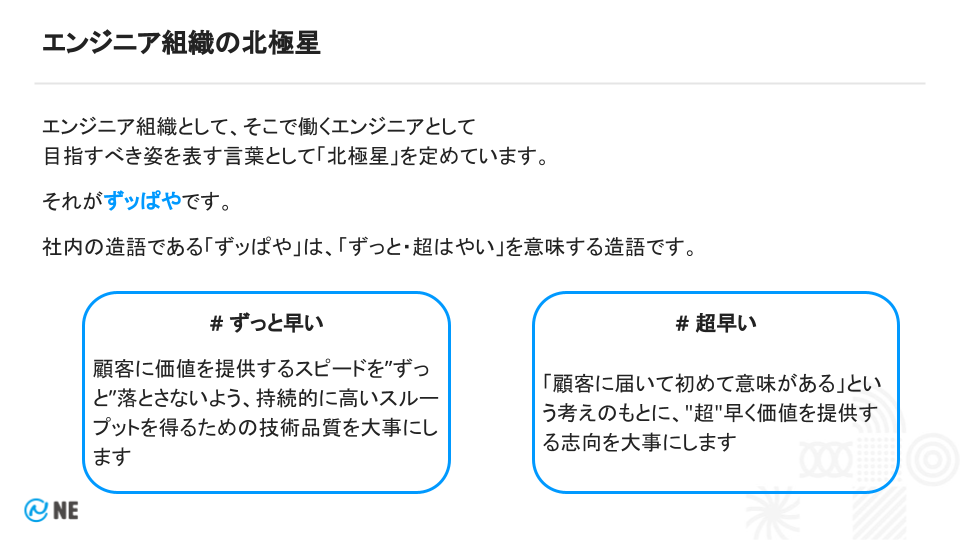 エンジニア組織の北極星
エンジニア組織として、そこで働くエンジニアとして
目指すべき姿を表す言葉として「北極星」を定めています。
それがずッぱやです。
社内の造語である「ずッぱや」は、「ずっと・超はやい」を意味する造語です。
# ずっと早い
顧客に価値を提供するスピードを”ずっ
と”落とさないよう、持続的に高いスルー
プットを得るための技術品質を大事にし
ます
# 超早い
「顧客に届いて初めて意味がある」とい
う考えのもとに、"超"早く価値を提供す
る志向を大事にします
NE